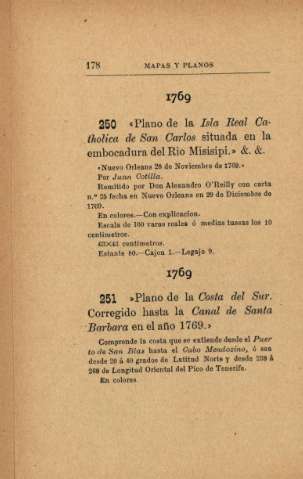 178 MAPAS Y PLANOS
1769
250 «Plano de la Isla Real Ca-
tholica de San Carlos situada en la
embocadura del Rio Misisipi.» &. &.
«Nuevo Orleans 28 de Noviembre de 1769.»
Por Juan Cotilla.
Remitido por Don Alexandro O'Reilly con carta
n.º 25 fecha en Nuevo Orleans en 29 de Diciembre de
1769.
En colores.—Con explicacion.
Escala de 100 varas reales ó medias tuesas los 10
centimetros.
centimetros.
Estante 86.—Cajon 1.—Legajo 9.
1769
251 «Plano de la Costa del Sur.
Corregido hasta la Canal de Santa
Barbara en el año 1769.»
Comprende la costa que se extiende desde el Puer
to de San Blas hasta el Cabo Mendozino, ó sea
desde 20 á 40 grados de Latitud Norte y desde 238 á
268 de Longitud Oriental del Pico de Tenerife.
En colores